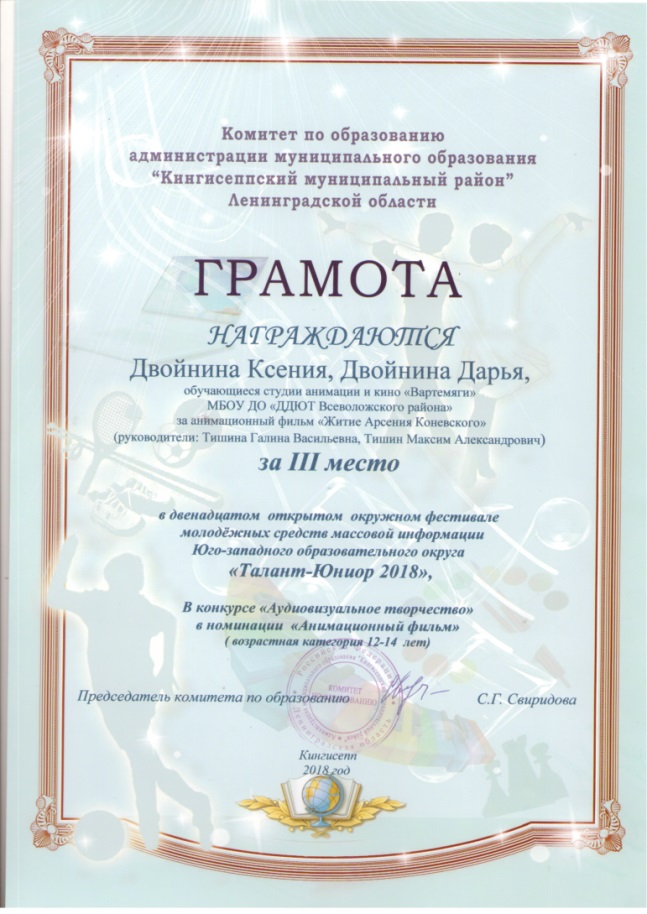 Комитет по образованию
администрации муниципального образования
“Кингисеппский муниципальный район”
Ленинградской области
ГРАМОТА
НАГРАЖДАЮТСЯ
Двойнина Ксения, Двойнина Дарья,
обучающиеся студии анимации и кино «Вартемяги»
МБОУ ДО «ДДЮТ Всеволожского района»
за анимационный фильм «Житие Арсения Коневского»
(руководители: Тишина Галина Васильевна, Тишин Максим Александрович)
за III место
в двенадцатом открытом окружном фестивале
молодёжных средств массовой информации
Юго-западного образовательного округа
«Талант-Юниор 2018»,
В конкурсе «Аудиовизуальное творчество»
в номинации «Анимационный фильм»
( возрастная категория 12-14 лет)
КОМИТЕТ
Председатель комитета по образованию С.Г. Свиридова
Кингисепп
2018 год